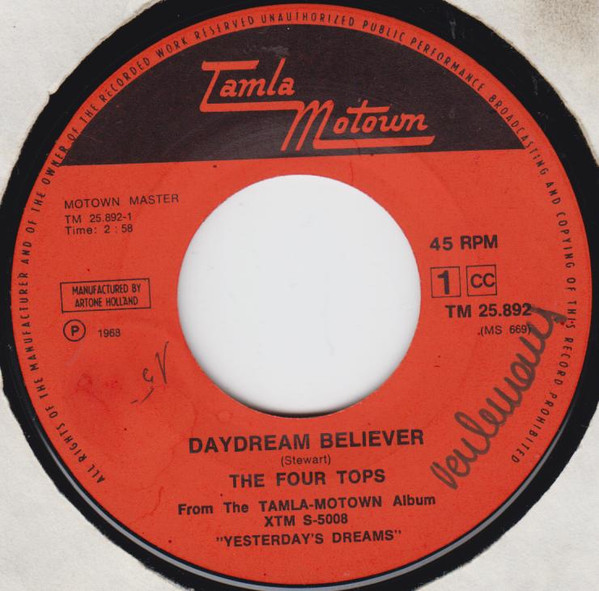 ALL RIGHTS OF THE MANUFACTURER AND OF THE OWNER OF THE RECORDED WORK RESERVED UNAUTHORIZED PUBLIC PERFORMANCE BROADCASTING AND COPYING OF THIS RECORD PROHIBITED
Tamla
Motown
MOTOWN MASTER
TM 25.892-1
Time: 2 : 58
45 RPM
1 CC
MANUFACTURED BY
ARTONE HOLLAND
TM 25.892
(MS 669)
P 1968
DAYDREAM BELIEVER
(Stewart)
THE FOUR TOPS
From The TAMLA-MOTOWN Album
XTM S-5008
"YESTERDAY'S DREAMS"